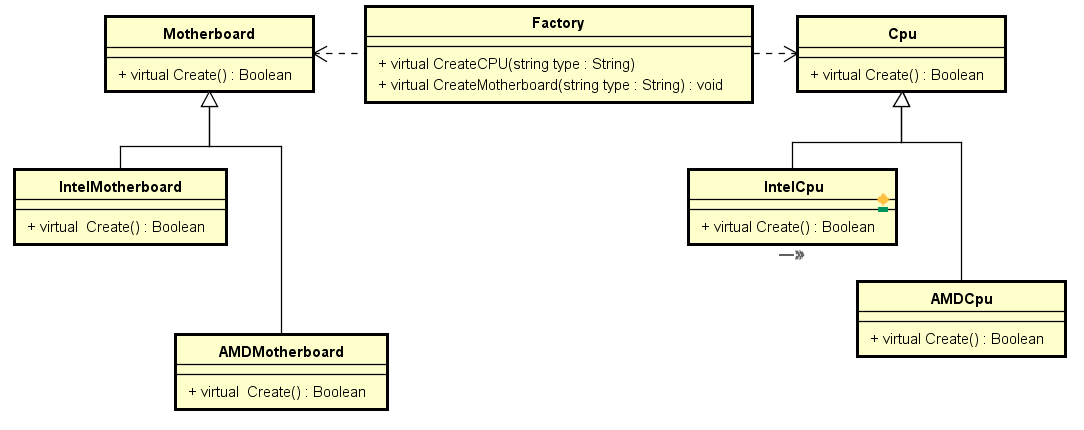 Motherboard
+ virtual Create() : Boolean
Factory
+ virtual CreateCPU(string type : String)
+ virtual CreateMotherboard(string type : String) : void
Cpu
+ virtual Create() : Boolean
IntelMotherboard
+ virtual  Create() : Boolean
IntelCpu
+ virtual Create() : Boolean
AMDCpu
+ virtual Create() : Boolean
AMDMotherboard
+ virtual  Create() : Boolean